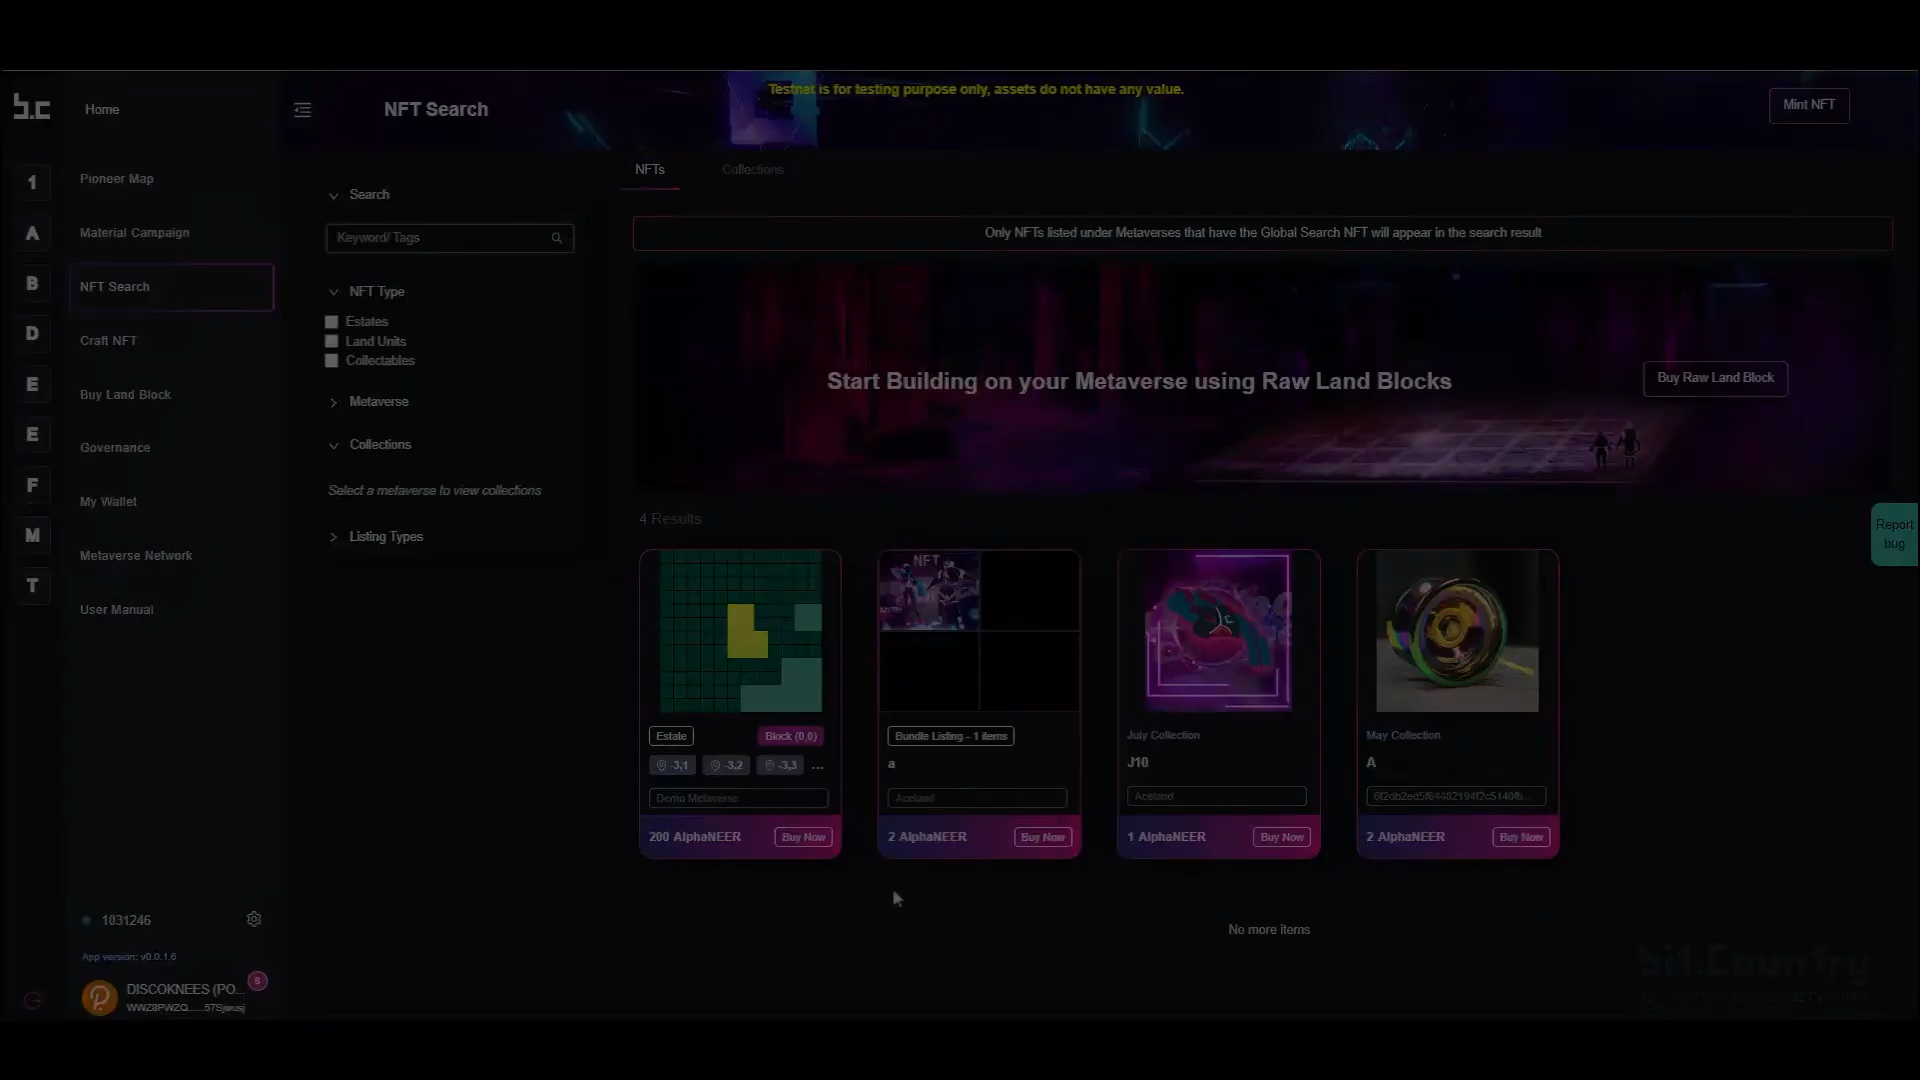 b.c
Home
NFT Search
Testnet is for testing purpose only, assets do not have any value.
Mint NFT
1
A
B
D
E
E
F
M
T
Pioneer Map
Material Campaign
NFT Search
Craft NFT
Buy Land Block
Governance
My Wallet
Metaverse Network
User Manual
Search
Keyword/ Tags
NFT Type
Estates
Land Units
Collectables
Metaverse
Collections
Select a metaverse to view collections
Listing Types
NFTs
Collections
Only NFTs listed under Metaverses that have the Global Search NFT will appear in the search result
Start Building on your Metaverse using Raw Land Blocks
Buy Raw Land Block
4 Results
Report
bug
Estate
Block (0,0)
-3,1
-3,2
-3,3
...
Demo Metaverse
200 AlphaNEER
Buy Now
NFT
Bundle Listing - 1 items
a
Aceland
2 AlphaNEER
Buy Now
July Collection
J10
Aceland
1 AlphaNEER
Buy Now
May Collection
A
2 AlphaNEER
Buy Now
No more items
1031246
App version: v0.0.1.6
DISCOKNEES (PO...
bit.Country